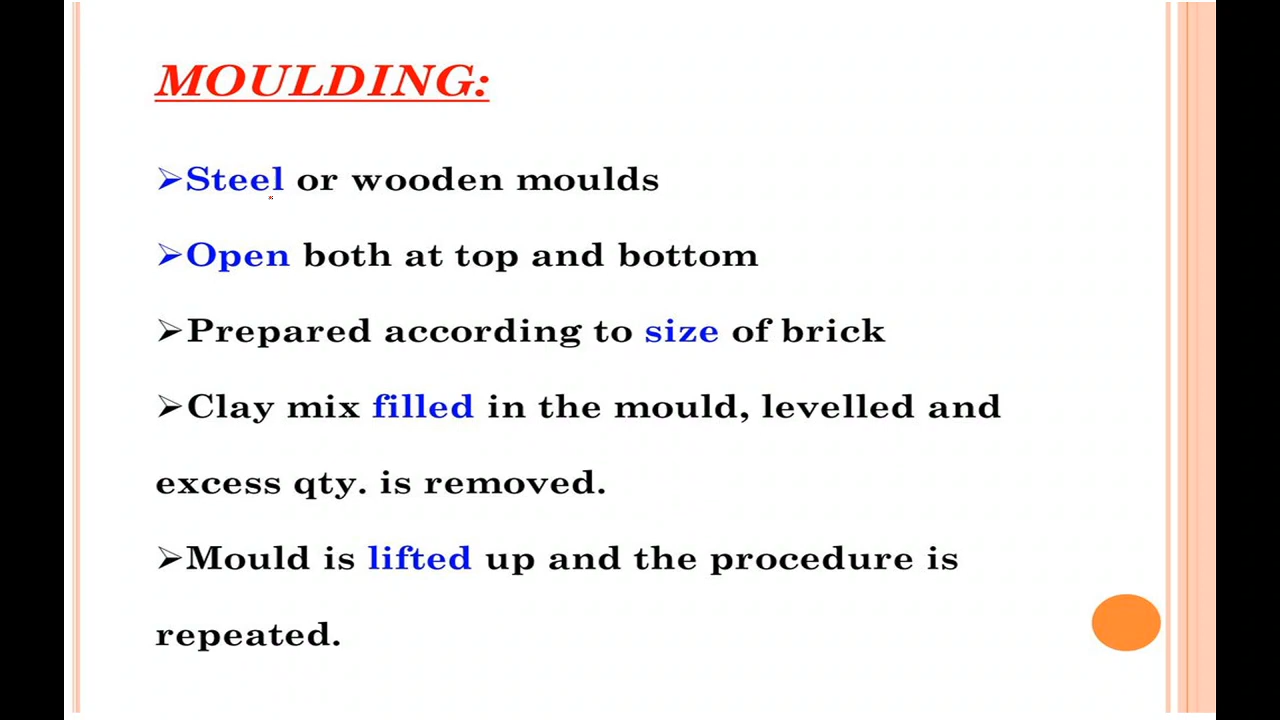 MOULDING:
➢Steel or wooden moulds
➢Open both at top and bottom
➢Prepared according to size of brick
➢Clay mix filled in the mould, levelled and
excess qty. is removed.
➢Mould is lifted up and the procedure is
repeated.